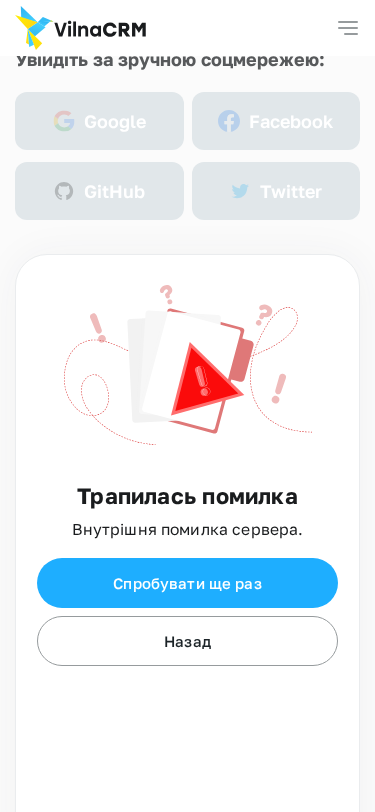 VilnaCRM
Увійдіть за зручною соцмережею:
Google
Facebook
GitHub
Twitter
Трапилась помилка
Внутрішня помилка сервера.
Спробувати ще раз
Назад